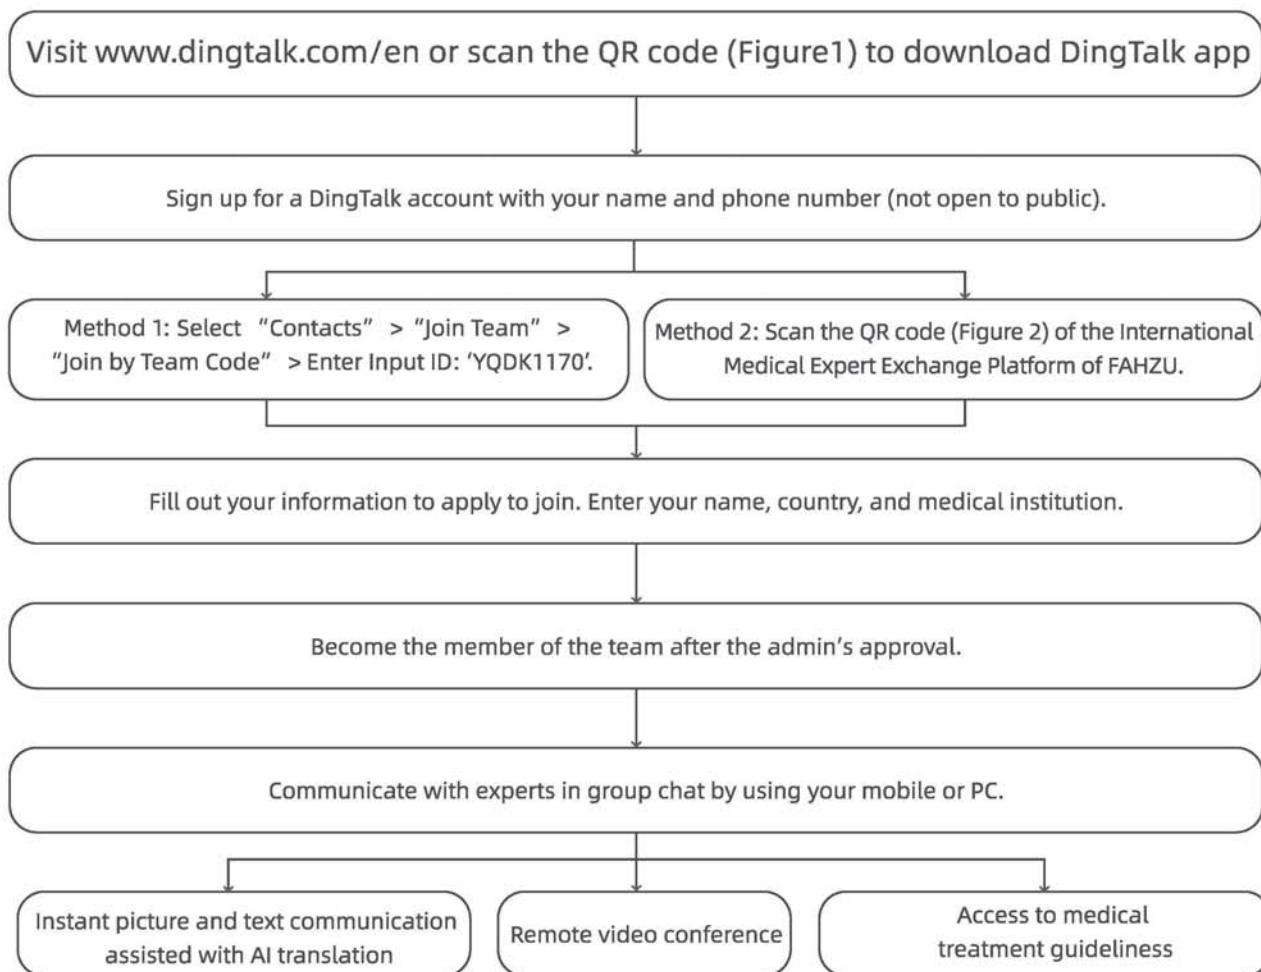 Visit www.dingtalk.com/en or scan the QR code (Figure1) to download DingTalk app
Sign up for a DingTalk account with your name and phone number (not open to public).
Method 1: Select “Contacts” > “Join Team” >
“Join by Team Code” > Enter Input ID: ‘YQDK1170’.
Method 2: Scan the QR code (Figure 2) of the International
Medical Expert Exchange Platform of FAHZU.
Fill out your information to apply to join. Enter your name, country, and medical institution.
Become the member of the team after the admin’s approval.
Communicate with experts in group chat by using your mobile or PC.
Instant picture and text communication
assisted with AI translation
Remote video conference
Access to medical
treatment guideliness